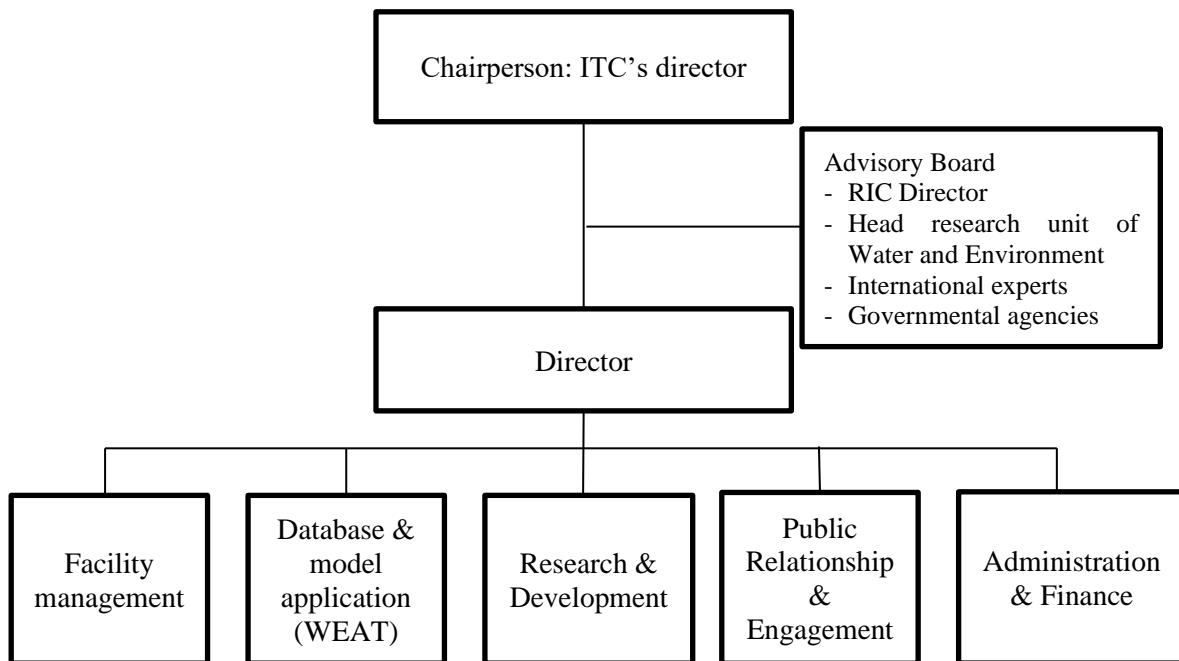 Chairperson: ITC’s director
Advisory Board
- RIC Director
- Head research unit of
Water and Environment
- International experts
- Governmental agencies
Director
Facility
management
Database &
model
application
(WEAT)
Research &
Development
Public
Relationship
&
Engagement
Administration
& Finance